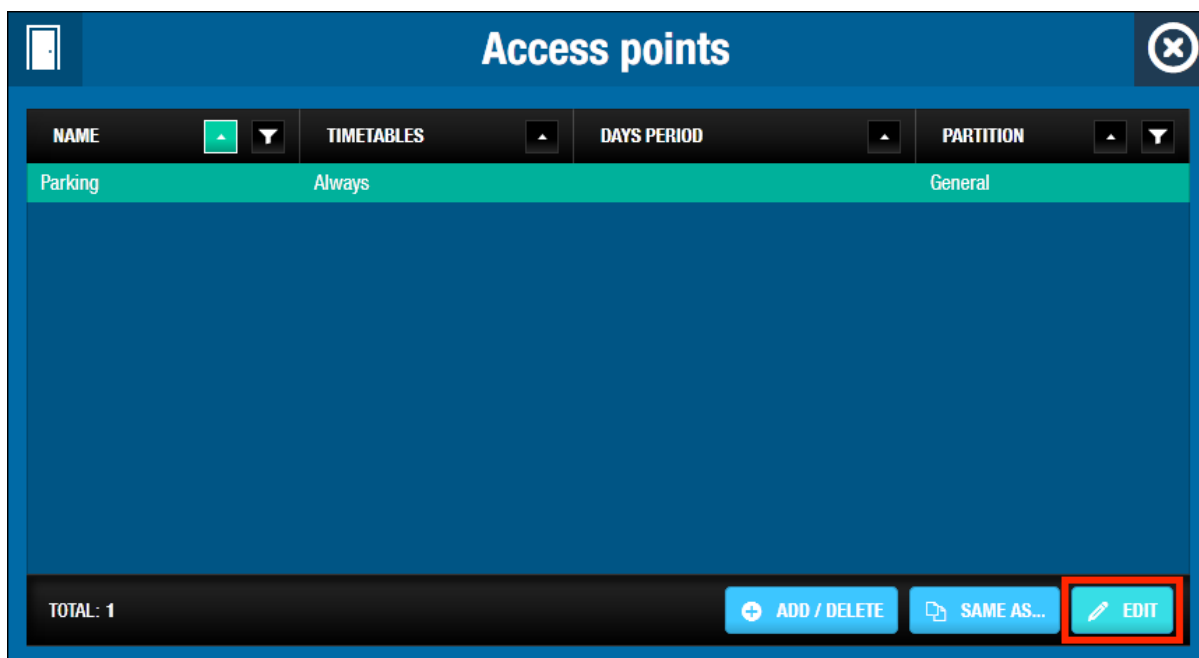 Access points
NAME TIMETABLES DAYS PERIOD PARTITION
Parking Always General
TOTAL: 1 ADD / DELETE SAME AS... EDIT